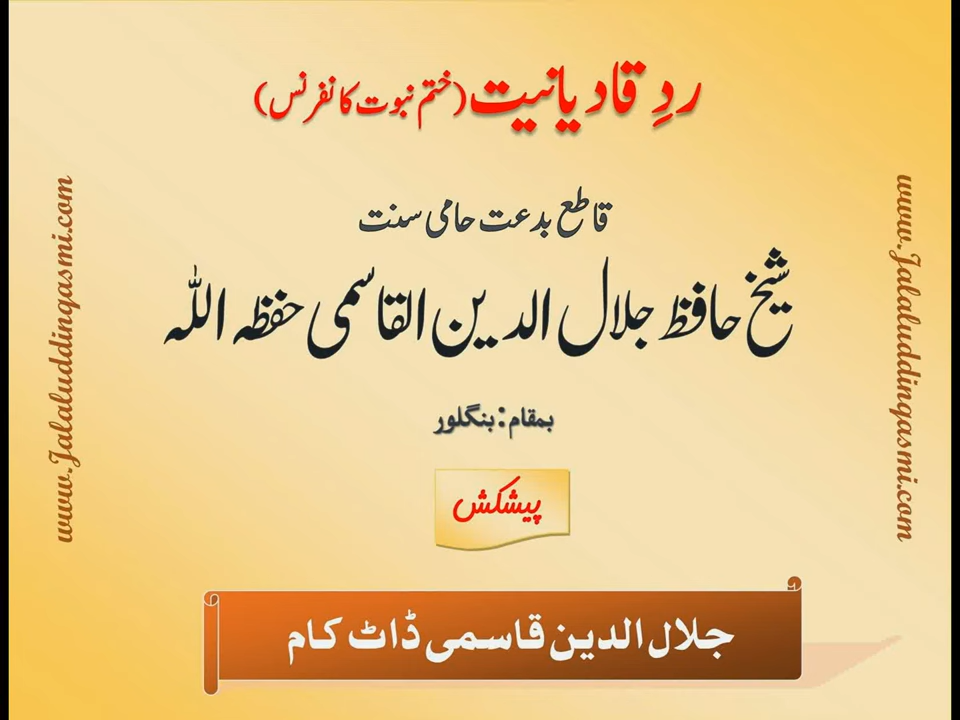 ردِ قادیانیت (ختم نبوت کانفرنس)
قاطع بدعت حامی سنت
شیخ حافظ جلال الدین القاسمی حفظہ اللہ
بمقام: بنگلور
پیشکش
جلال الدین قاسمی ڈاٹ کام
www.Jalaluddinqasmi.com
www.Jalaluddinqasmi.com